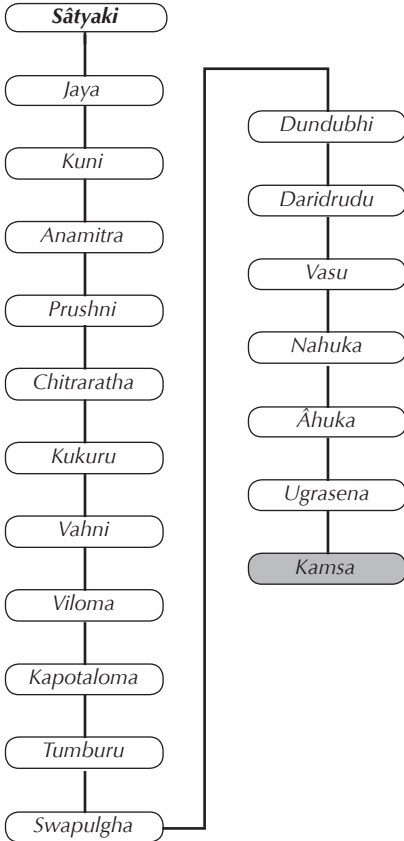 Sâtyaki
Jaya
Kuni
Anamitra
Prushni
Chitraratha
Kukuru
Vahni
Viloma
Kapotaloma
Tumburu
Swapulgha
Dundubhi
Daridrudu
Vasu
Nahuka
Âhuka
Ugrasena
Kamsa